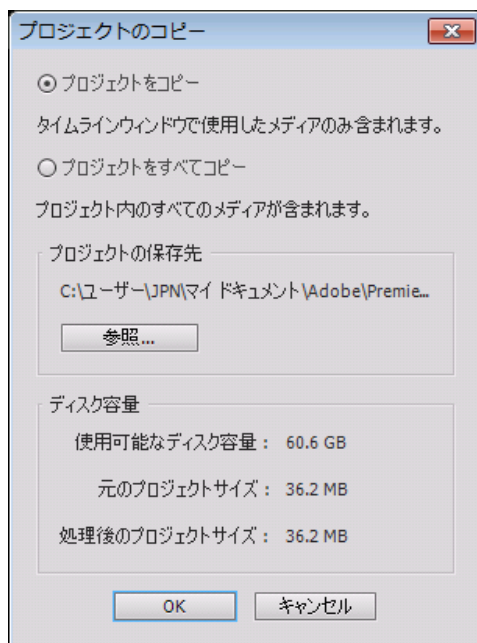 プロジェクトのコピー
プロジェクトをコピー
タイムラインウィンドウで使用したメディアのみ含まれます。
プロジェクトをすべてコピー
プロジェクト内のすべてのメディアが含まれます。
プロジェクトの保存先
C:\ユーザー\JPN\マイ ドキュメント\Adobe\Premie...
参照...
ディスク容量
使用可能なディスク容量： 60.6 GB
元のプロジェクトサイズ： 36.2 MB
処理後のプロジェクトサイズ： 36.2 MB
OK キャンセル